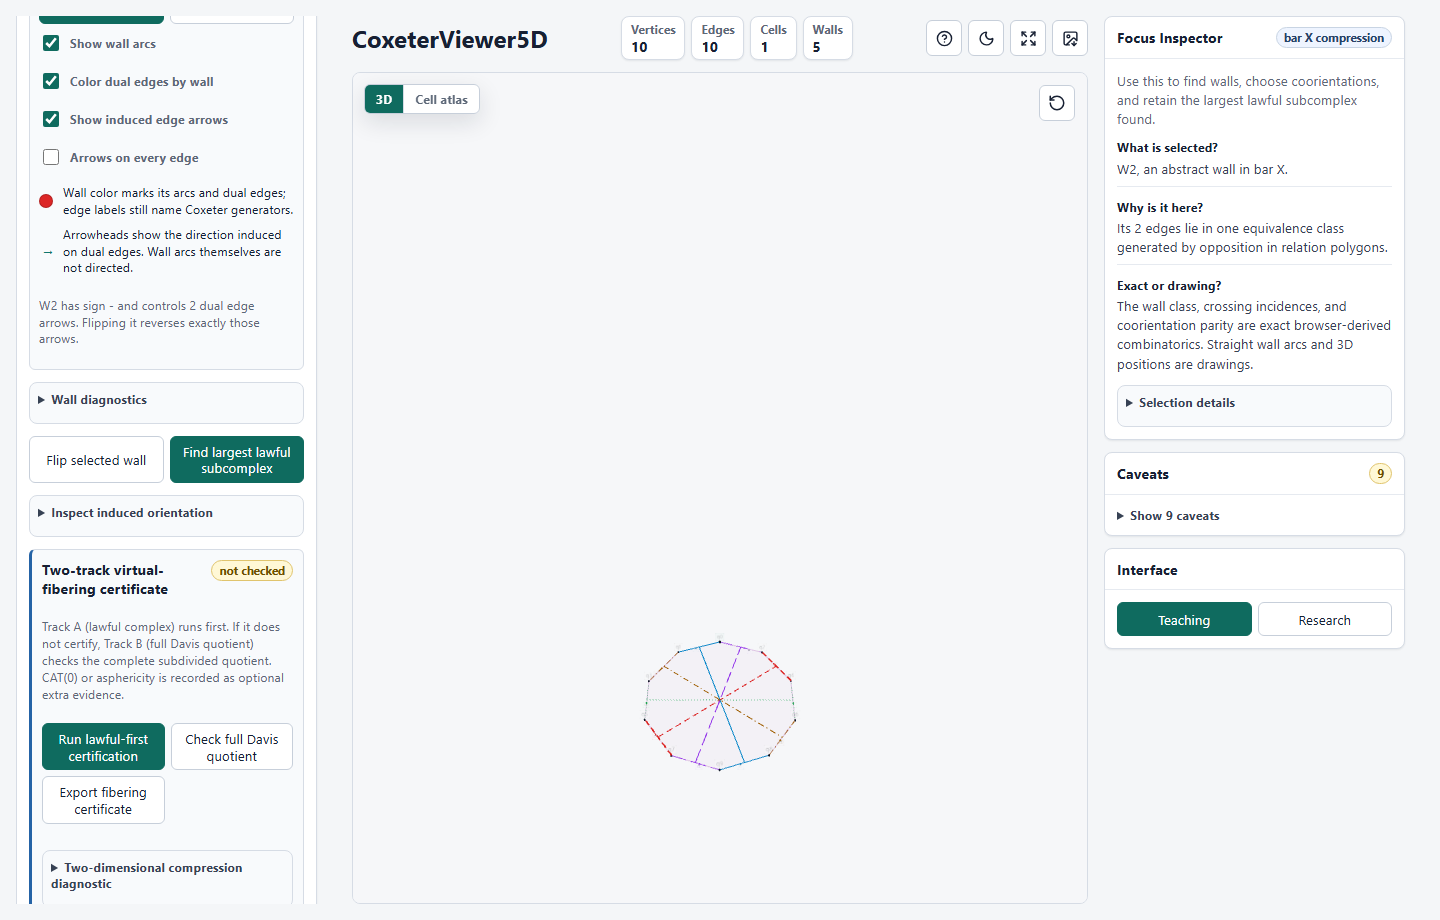 Show wall arcs
Color dual edges by wall
Show induced edge arrows
Arrows on every edge
Wall color marks its arcs and dual edges;
edge labels still name Coxeter generators.
Arrowheads show the direction induced
→ on dual edges. Wall arcs themselves are
not directed.
W2 has sign - and controls 2 dual edge
arrows. Flipping it reverses exactly those
arrows.
Wall diagnostics
Flip selected wall
Find largest lawful
subcomplex
Inspect induced orientation
Two-track virtual-
fibering certificate
not checked
Track A (lawful complex) runs first. If it does
not certify, Track B (full Davis quotient)
checks the complete subdivided quotient.
CAT(0) or asphericity is recorded as optional
extra evidence.
Run lawful-first
certification
Check full Davis
quotient
Export fibering
certificate
Two-dimensional compression
diagnostic
CoxeterViewer5D
Vertices
10
Edges
10
Cells
1
Walls
5
3D
Cell atlas
Focus Inspector
bar X compression
Use this to find walls, choose coorientations,
and retain the largest lawful subcomplex
found.
What is selected?
W2, an abstract wall in bar X.
Why is it here?
Its 2 edges lie in one equivalence class
generated by opposition in relation polygons.
Exact or drawing?
The wall class, crossing incidences, and
coorientation parity are exact browser-derived
combinatorics. Straight wall arcs and 3D
positions are drawings.
Selection details
Caveats
9
Show 9 caveats
Interface
Teaching
Research